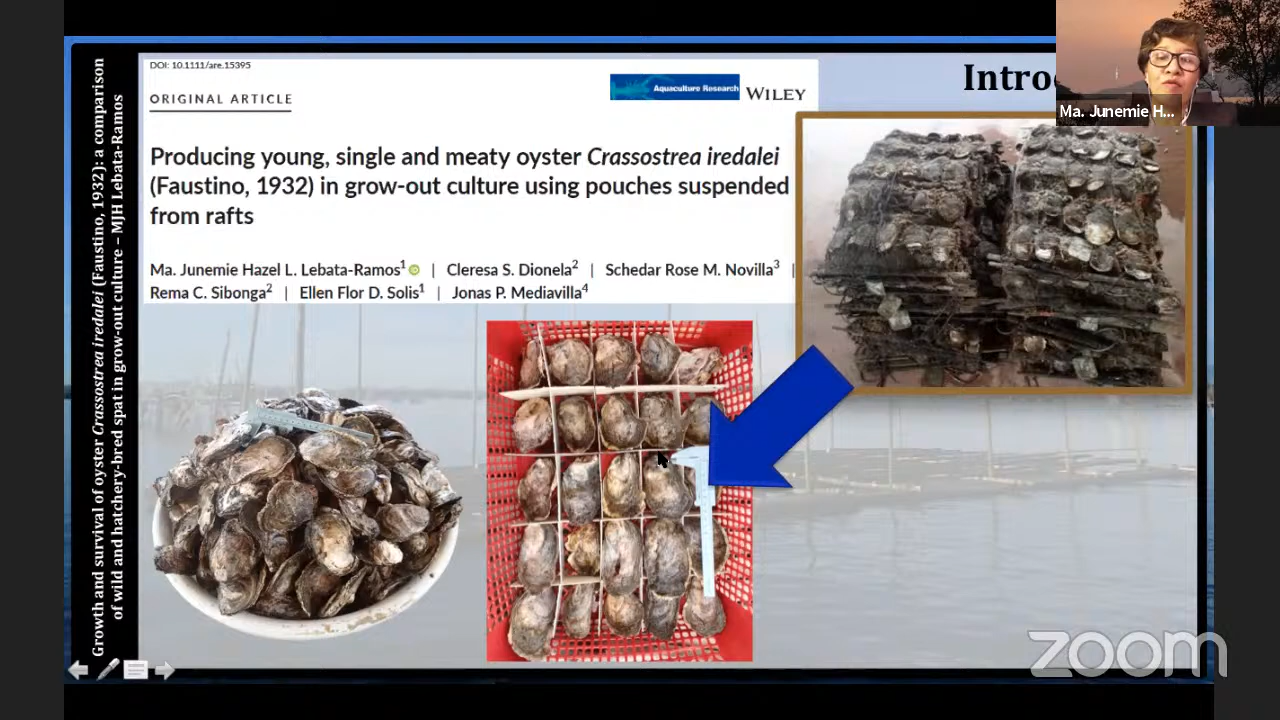 Growth and survival of oyster Crassostrea iredalei (Faustino, 1932): a comparison
of wild and hatchery-bred spat in grow-out culture – MJH Lebata-Ramos
DOI: 10.1111/are.15395
ORIGINAL ARTICLE
Aquaculture Research WILEY
Producing young, single and meaty oyster Crassostrea iredalei
(Faustino, 1932) in grow-out culture using pouches suspended
from rafts
Ma. Junemie Hazel L. Lebata-Ramos1 | Cleresa S. Dionela2 | Schedar Rose M. Novilla3 |
Rema C. Sibonga2 | Ellen Flor D. Solis1 | Jonas P. Mediavilla4
Intro
Ma. Junemie H...
zoom